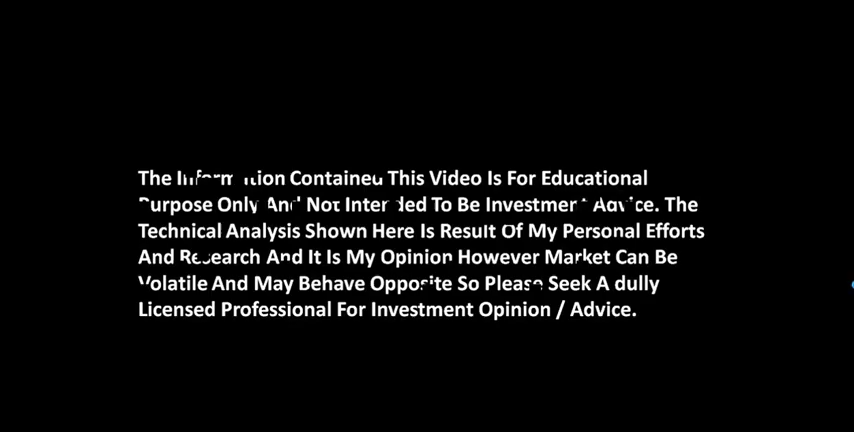 The Information Contained This Video Is For Educational
Purpose Only And Not Intended To Be Investment Advice. The
Technical Analysis Shown Here Is Result Of My Personal Efforts
And Research And It Is My Opinion However Market Can Be
Volatile And May Behave Opposite So Please Seek A dully
Licensed Professional For Investment Opinion / Advice.